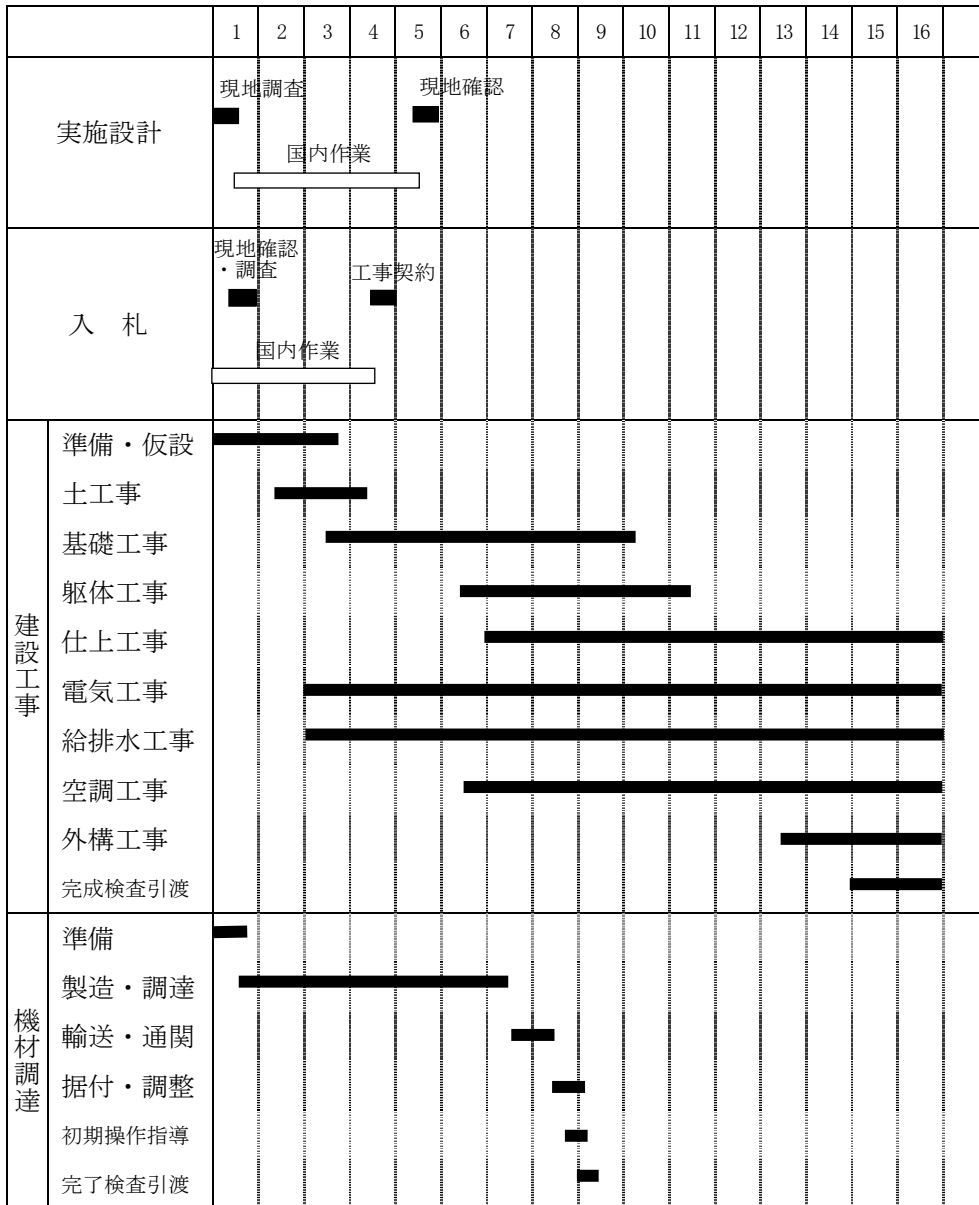 1 2 3 4 5 6 7 8 9 10 11 12 13 14 15 16
実施設計
現地調査
現地確認
国内作業
入 札
現地確認
・調査
工事契約
国内作業
建設工事
準備・仮設
土工事
基礎工事
躯体工事
仕上工事
電気工事
給排水工事
空調工事
外構工事
完成検査引渡
機材調達
準備
製造・調達
輸送・通関
据付・調整
初期操作指導
完了検査引渡